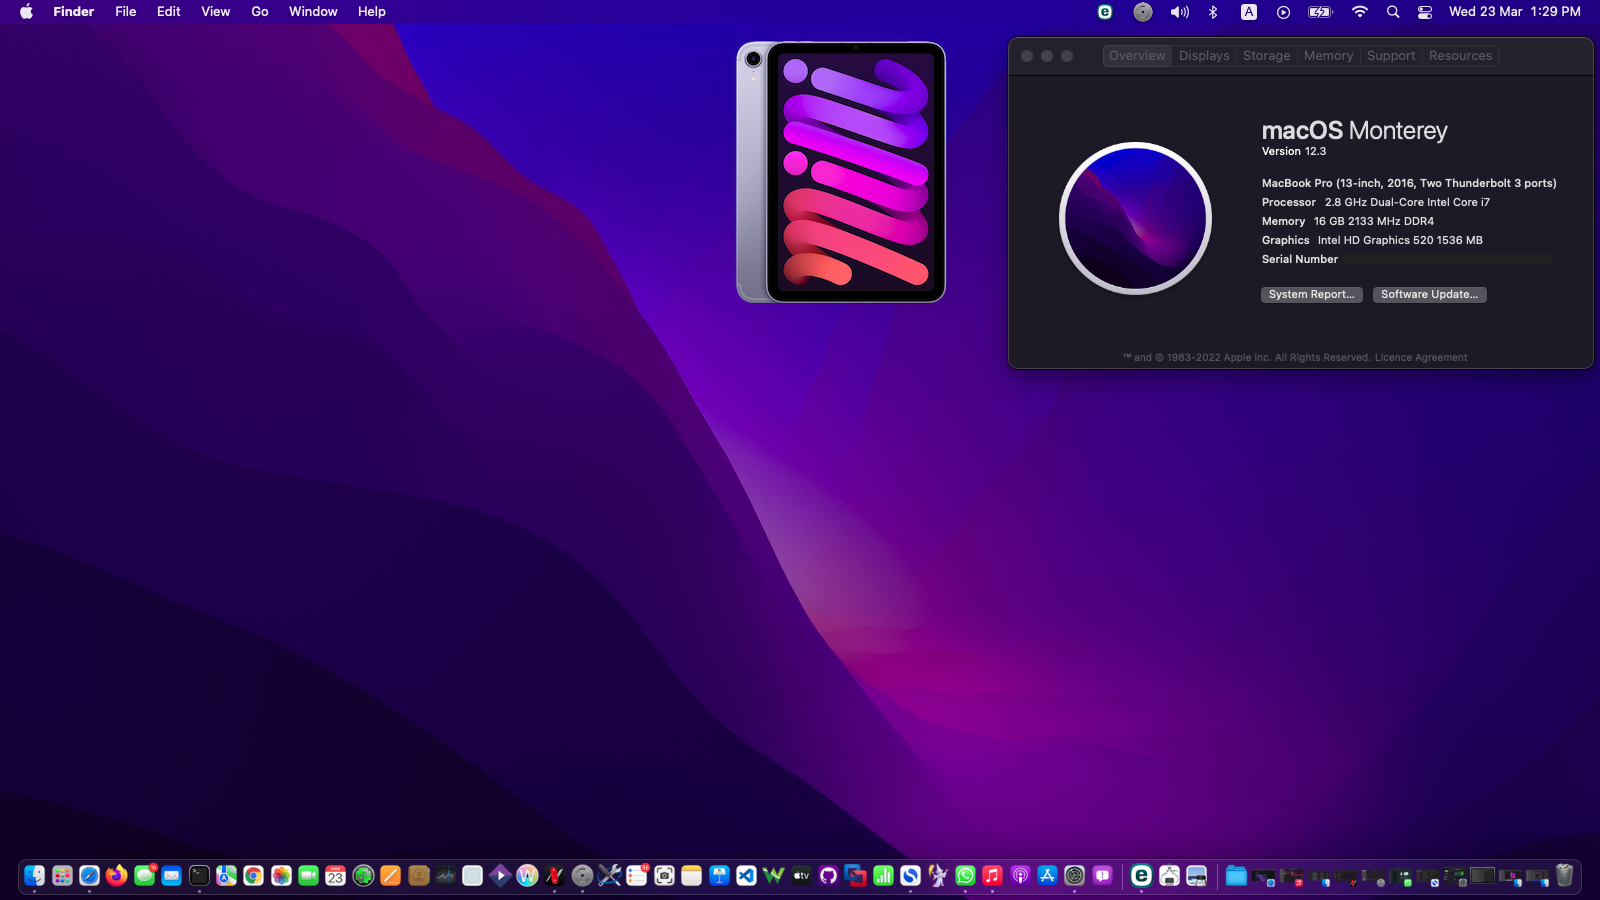 Finder File Edit View Go Window Help
A Wed 23 Mar 1:29 PM
Overview Displays Storage Memory Support Resources
macOS Monterey
Version 12.3
MacBook Pro (13-inch, 2016, Two Thunderbolt 3 ports)
Processor 2.8 GHz Dual-Core Intel Core i7
Memory 16 GB 2133 MHz DDR4
Graphics Intel HD Graphics 520 1536 MB
Serial Number
System Report... Software Update...
™ and © 1983-2022 Apple Inc. All Rights Reserved. Licence Agreement
23
tv